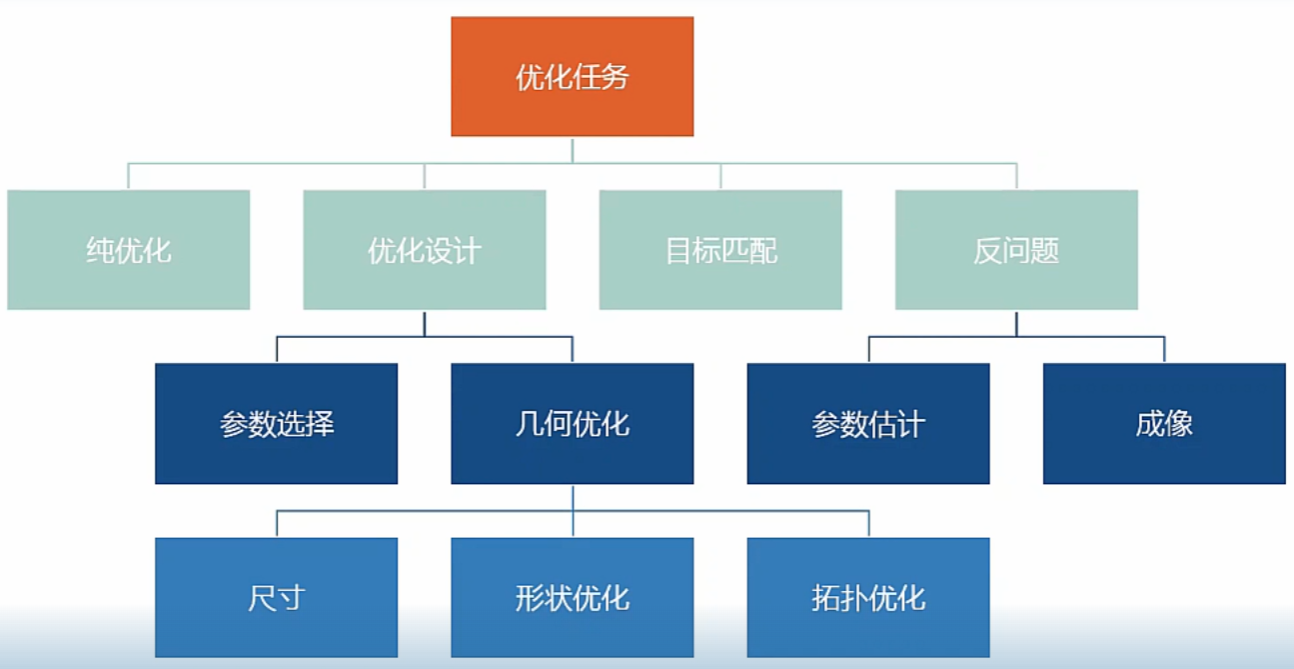 优化任务
纯优化
优化设计
目标匹配
反问题
参数选择
几何优化
参数估计
成像
尺寸
形状优化
拓扑优化